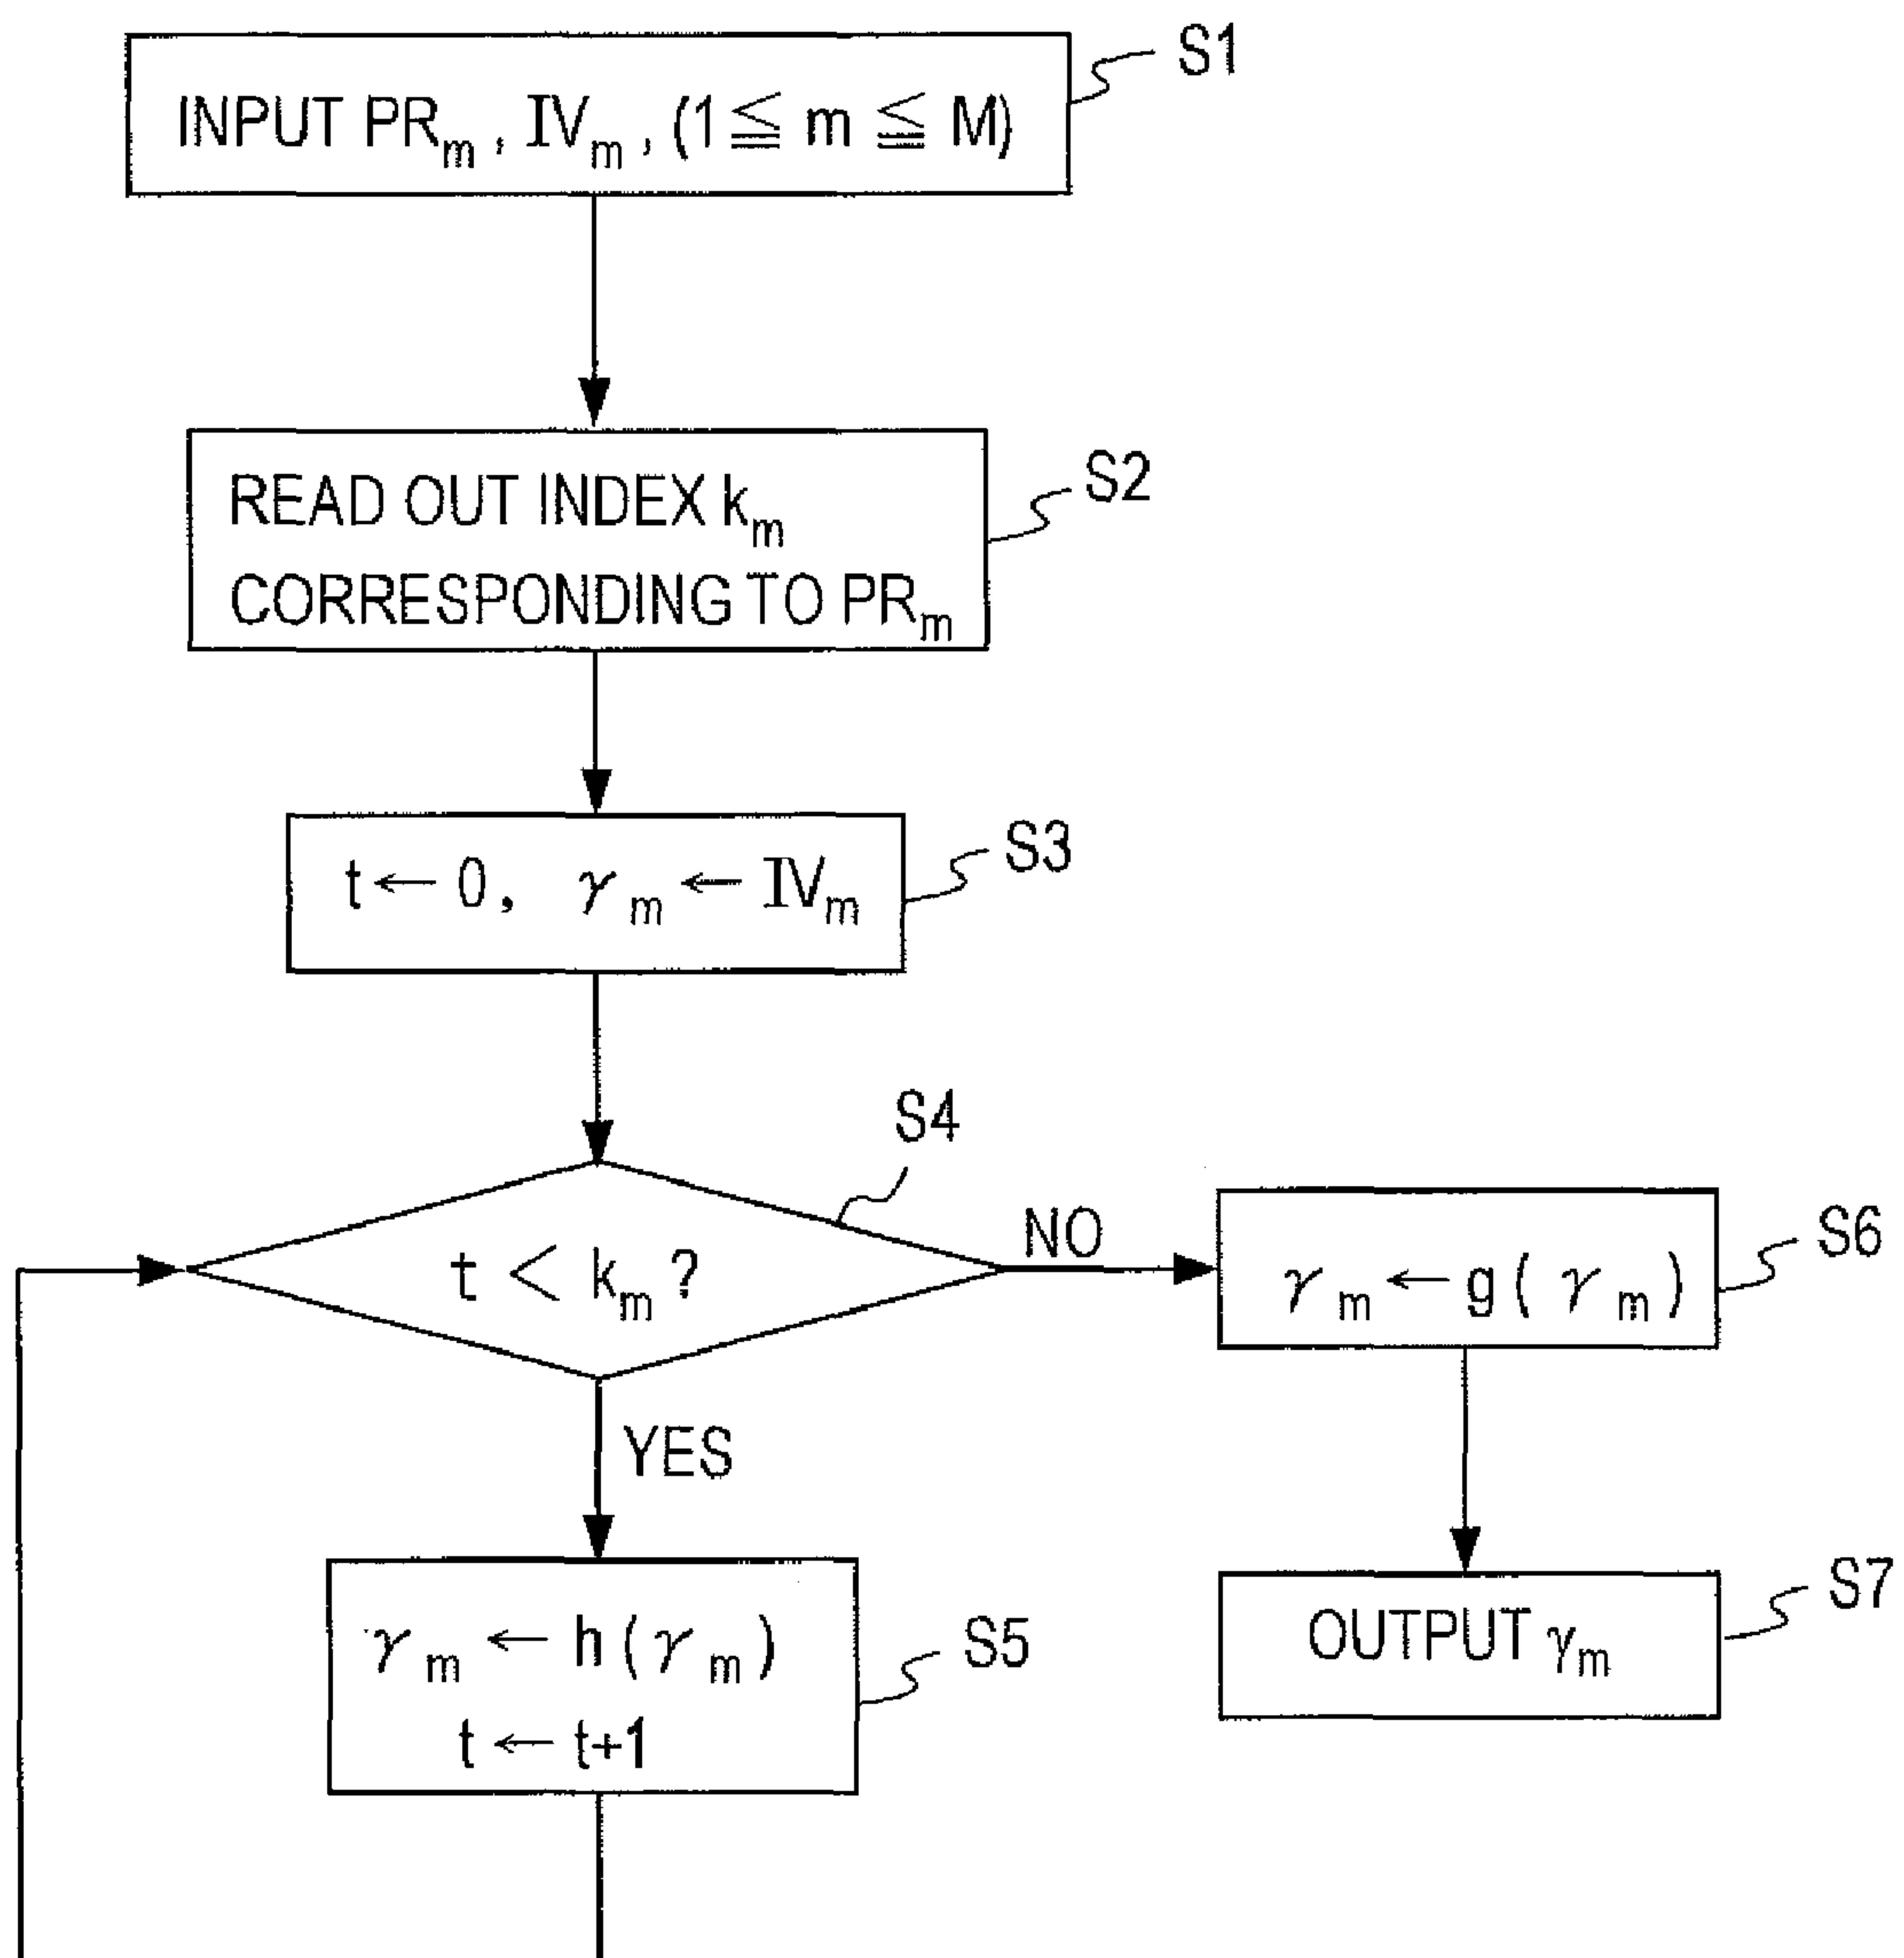 S1
INPUT PRₘ, IVₘ, (1 ≦ m ≦ M)
S2
READ OUT INDEX kₘ
CORRESPONDING TO PRₘ
S3
t ← 0, γₘ ← IVₘ
S4
t < kₘ ?
NO
S6
γₘ ← g(γₘ)
YES
S5
γₘ ← h(γₘ)
t ← t+1
S7
OUTPUT γₘ